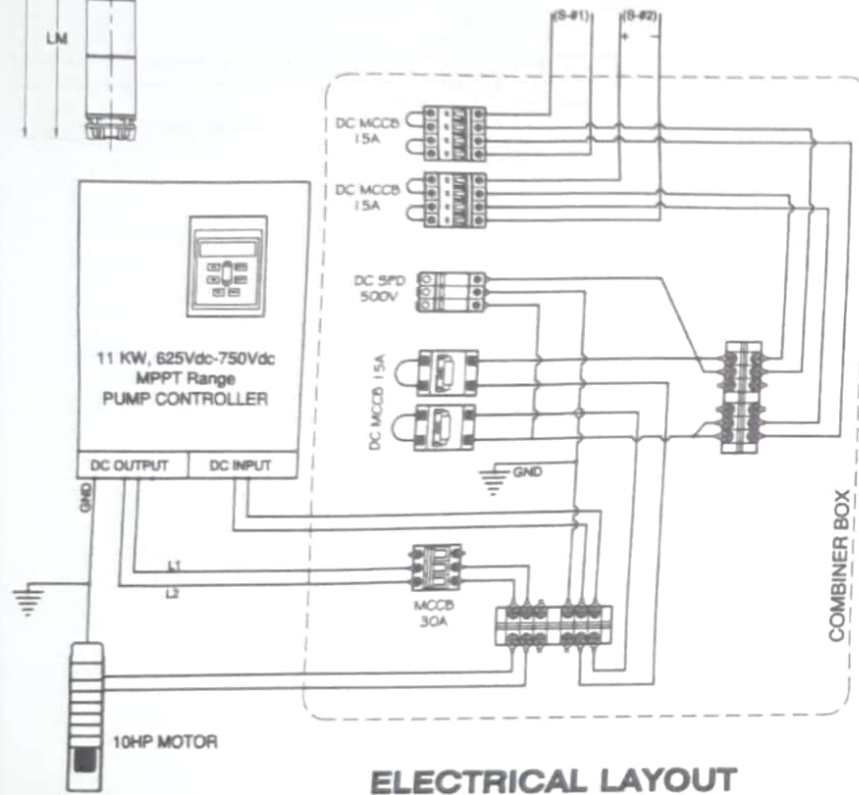 LM
(S-#1)
(S-#2)
+ -
DC MCCB
15A
DC MCCB
15A
DC SPD
500V
DC MCCB 15A
11 KW, 625Vdc-750Vdc
MPPT Range
PUMP CONTROLLER
DC OUTPUT
DC INPUT
GND
GND
L1
L2
MCCB
30A
COMBINER BOX
10HP MOTOR
ELECTRICAL LAYOUT